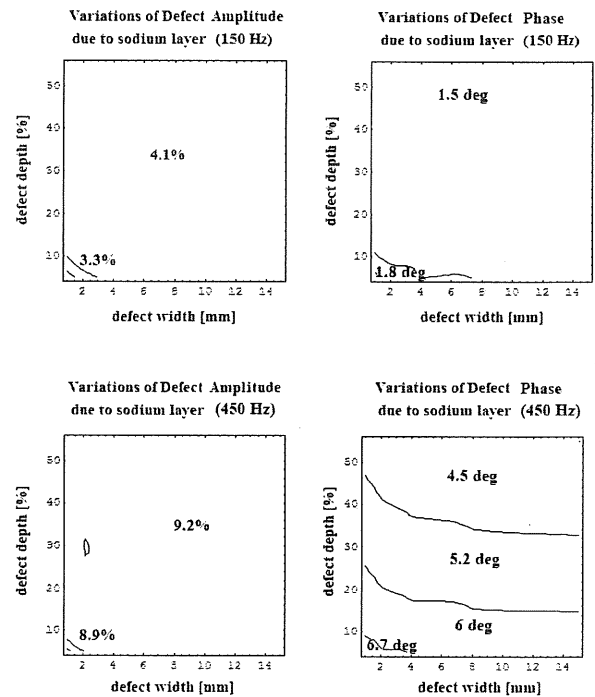 Variations of Defect Amplitude
due to sodium layer (150 Hz)
defect depth [%]
50
40
30
20
10
4.1%
3.3%
2 4 6 8 10 12 14
defect width [mm]
Variations of Defect Phase
due to sodium layer (150 Hz)
defect depth [%]
50
40
30
20
10
1.5 deg
1.8 deg
2 4 6 8 10 12 14
defect width [mm]
Variations of Defect Amplitude
due to sodium layer (450 Hz)
defect depth [%]
50
40
30
20
10
9.2%
8.9%
2 4 6 8 10 12 14
defect width [mm]
Variations of Defect Phase
due to sodium layer (450 Hz)
defect depth [%]
50
40
30
20
10
4.5 deg
5.2 deg
6 deg
6.7 deg
2 4 6 8 10 12 14
defect width [mm]